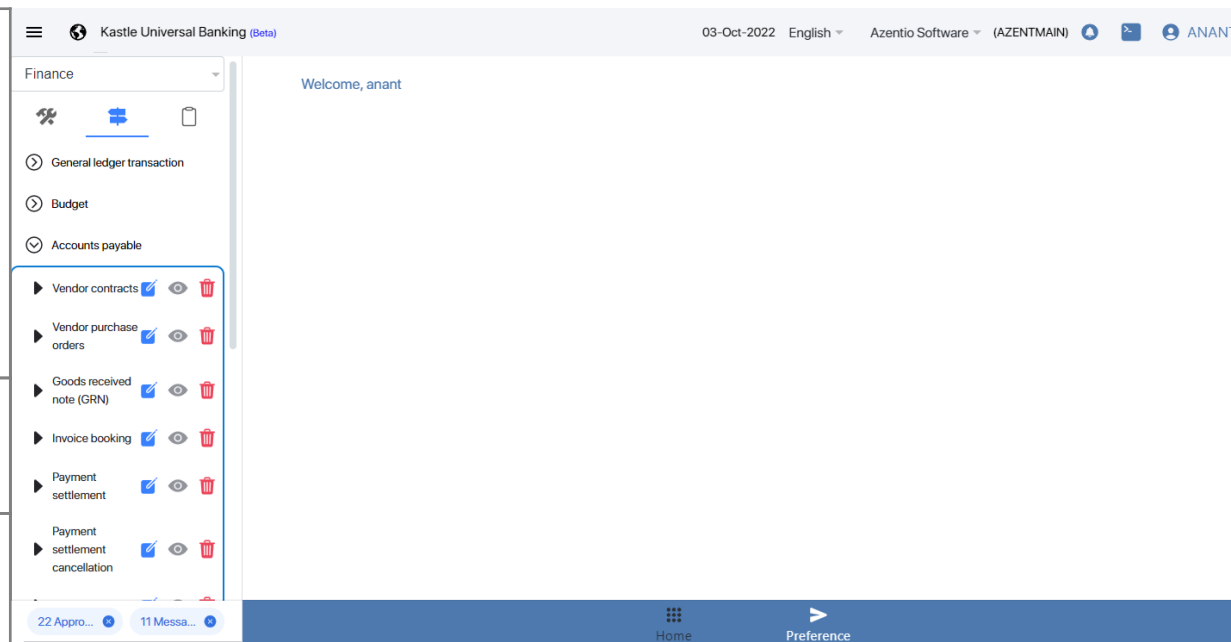 Kastle Universal Banking (Beta)
03-Oct-2022 English Azentio Software (AZENTMAIN) ANANT
Finance
Welcome, anant
General ledger transaction
Budget
Accounts payable
Vendor contracts
Vendor purchase
orders
Goods received
note (GRN)
Invoice booking
Payment
settlement
Payment
settlement
cancellation
22 Appro...
11 Messa...
Home
Preference